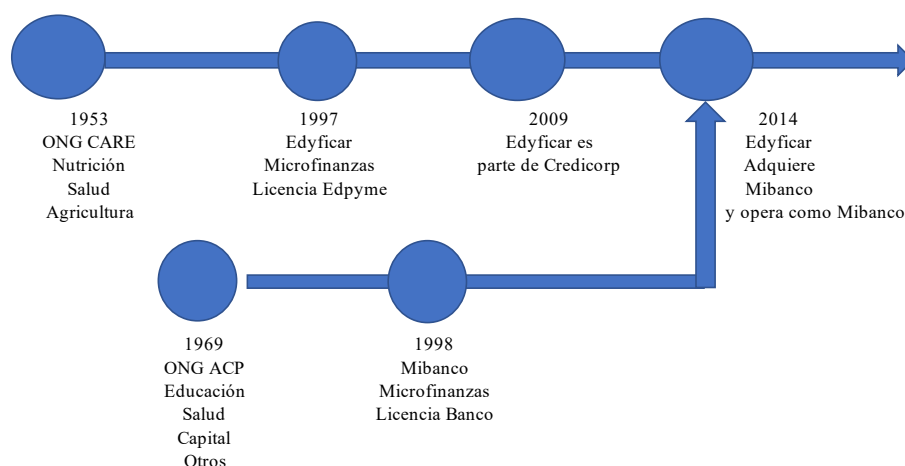 1953
ONG CARE
Nutrición
Salud
Agricultura
1997
Edyficar
Microfinanzas
Licencia Edpyme
2009
Edyficar es
parte de Credicorp
2014
Edyficar
Adquiere
Mibanco
y opera como Mibanco
1969
ONG ACP
Educación
Salud
Capital
Otros
1998
Mibanco
Microfinanzas
Licencia Banco